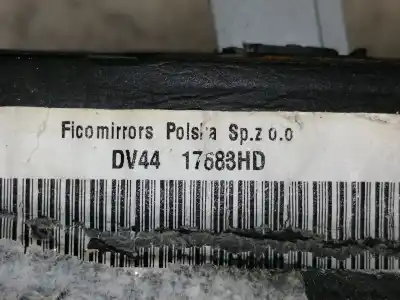 Ficomirrors Polska Sp.z o.o
DV44 17683HD